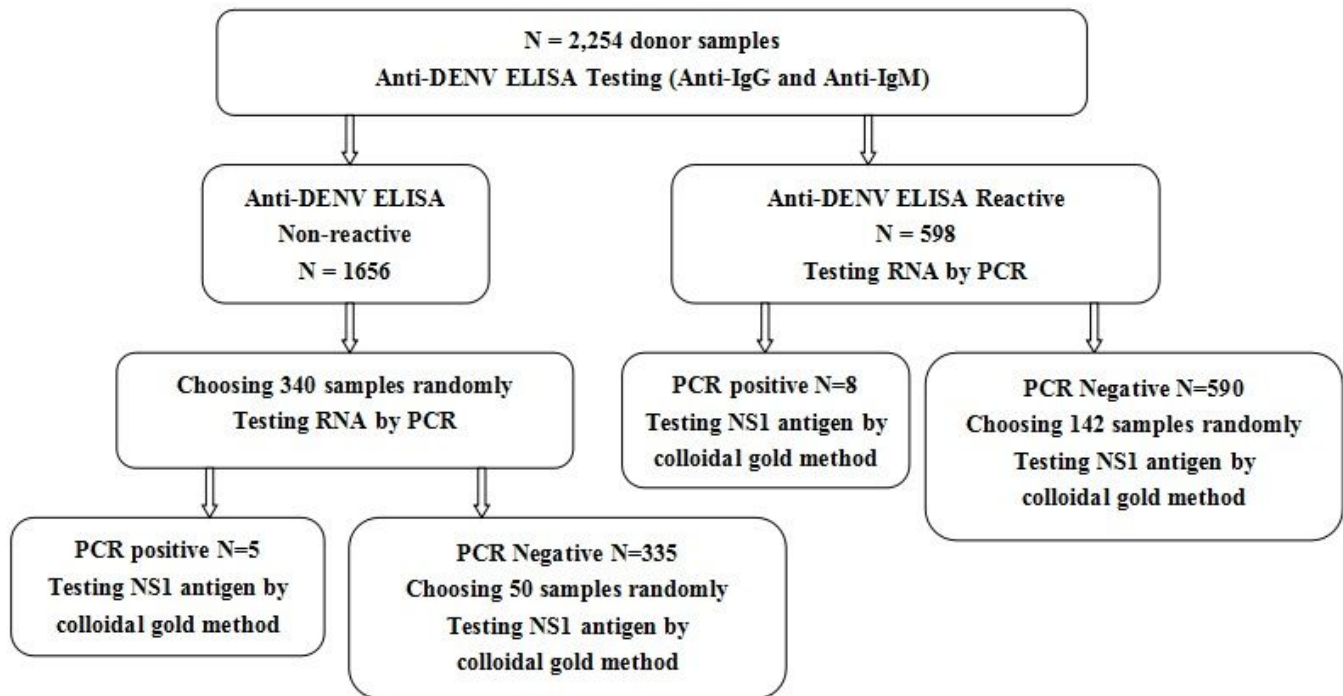 N = 2,254 donor samples
Anti-DENV ELISA Testing (Anti-IgG and Anti-IgM)
Anti-DENV ELISA
Non-reactive
N = 1656
Anti-DENV ELISA Reactive
N = 598
Testing RNA by PCR
Choosing 340 samples randomly
Testing RNA by PCR
PCR positive N=8
Testing NS1 antigen by
colloidal gold method
PCR Negative N=590
Choosing 142 samples randomly
Testing NS1 antigen by
colloidal gold method
PCR positive N=5
Testing NS1 antigen by
colloidal gold method
PCR Negative N=335
Choosing 50 samples randomly
Testing NS1 antigen by
colloidal gold method